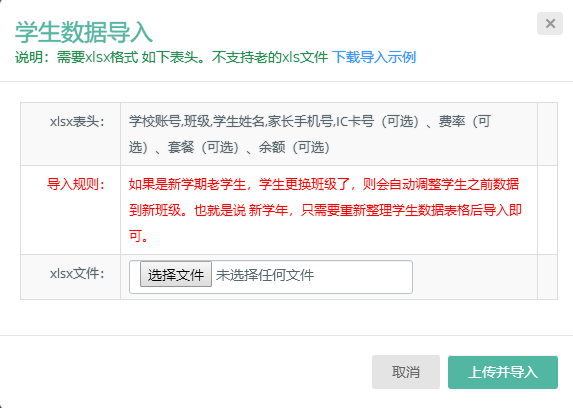 学生数据导入
×
说明：需要xlsx格式 如下表头。不支持老的xls文件 下载导入示例
xlsx表头： 学校账号,班级,学生姓名,家长手机号,IC卡号（可选）、费率（可
选）、套餐（可选）、余额（可选）
导入规则： 如果是新学期老学生，学生更换班级了，则会自动调整学生之前数据
到新班级。也就是说 新学年，只需要重新整理学生数据表格后导入即
可。
xlsx文件： 选择文件 未选择任何文件
取消 上传并导入